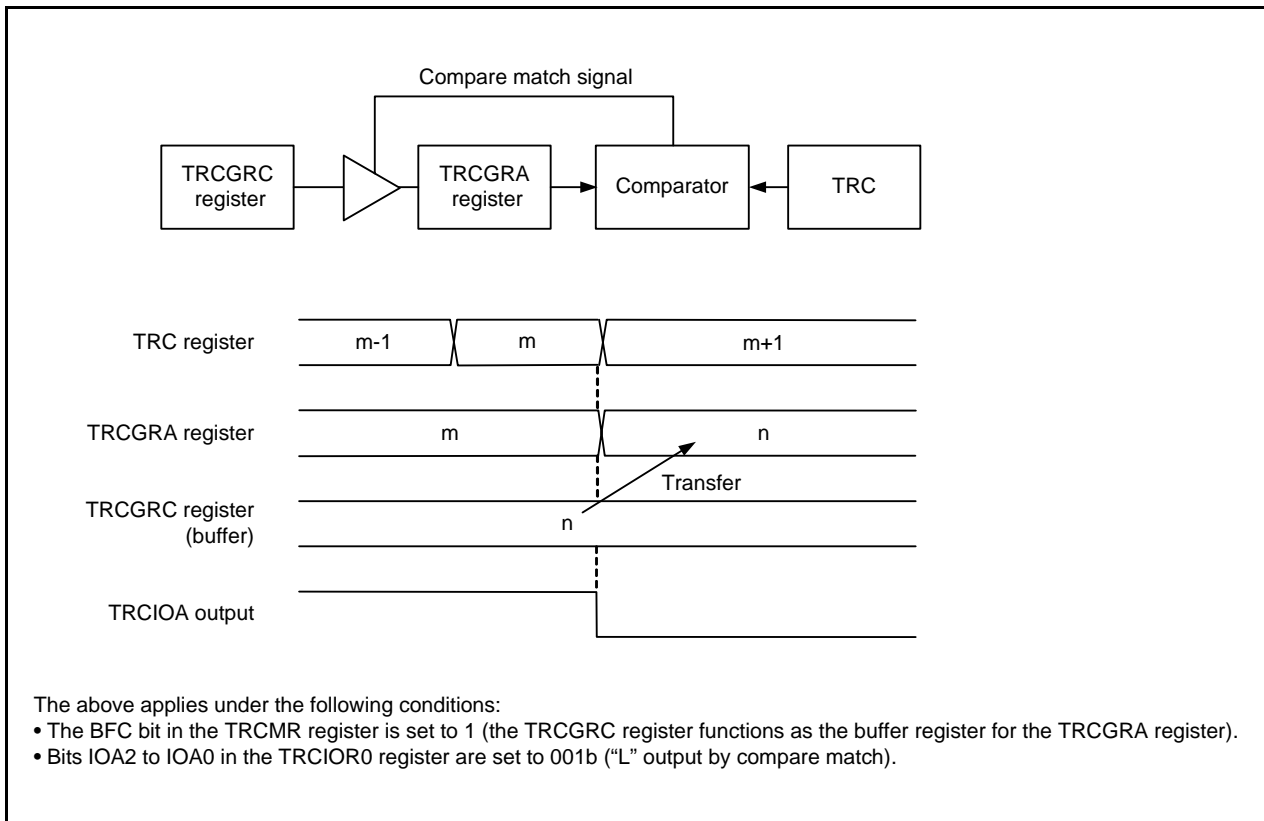 Compare match signal
TRCGRC
register
TRCGRA
register
Comparator
TRC
TRC register
m-1
m
m+1
TRCGRA register
m
n
Transfer
TRCGRC register
(buffer)
n
TRCIOA output
The above applies under the following conditions:
• The BFC bit in the TRCMR register is set to 1 (the TRCGRC register functions as the buffer register for the TRCGRA register).
• Bits IOA2 to IOA0 in the TRCIOR0 register are set to 001b (“L” output by compare match).